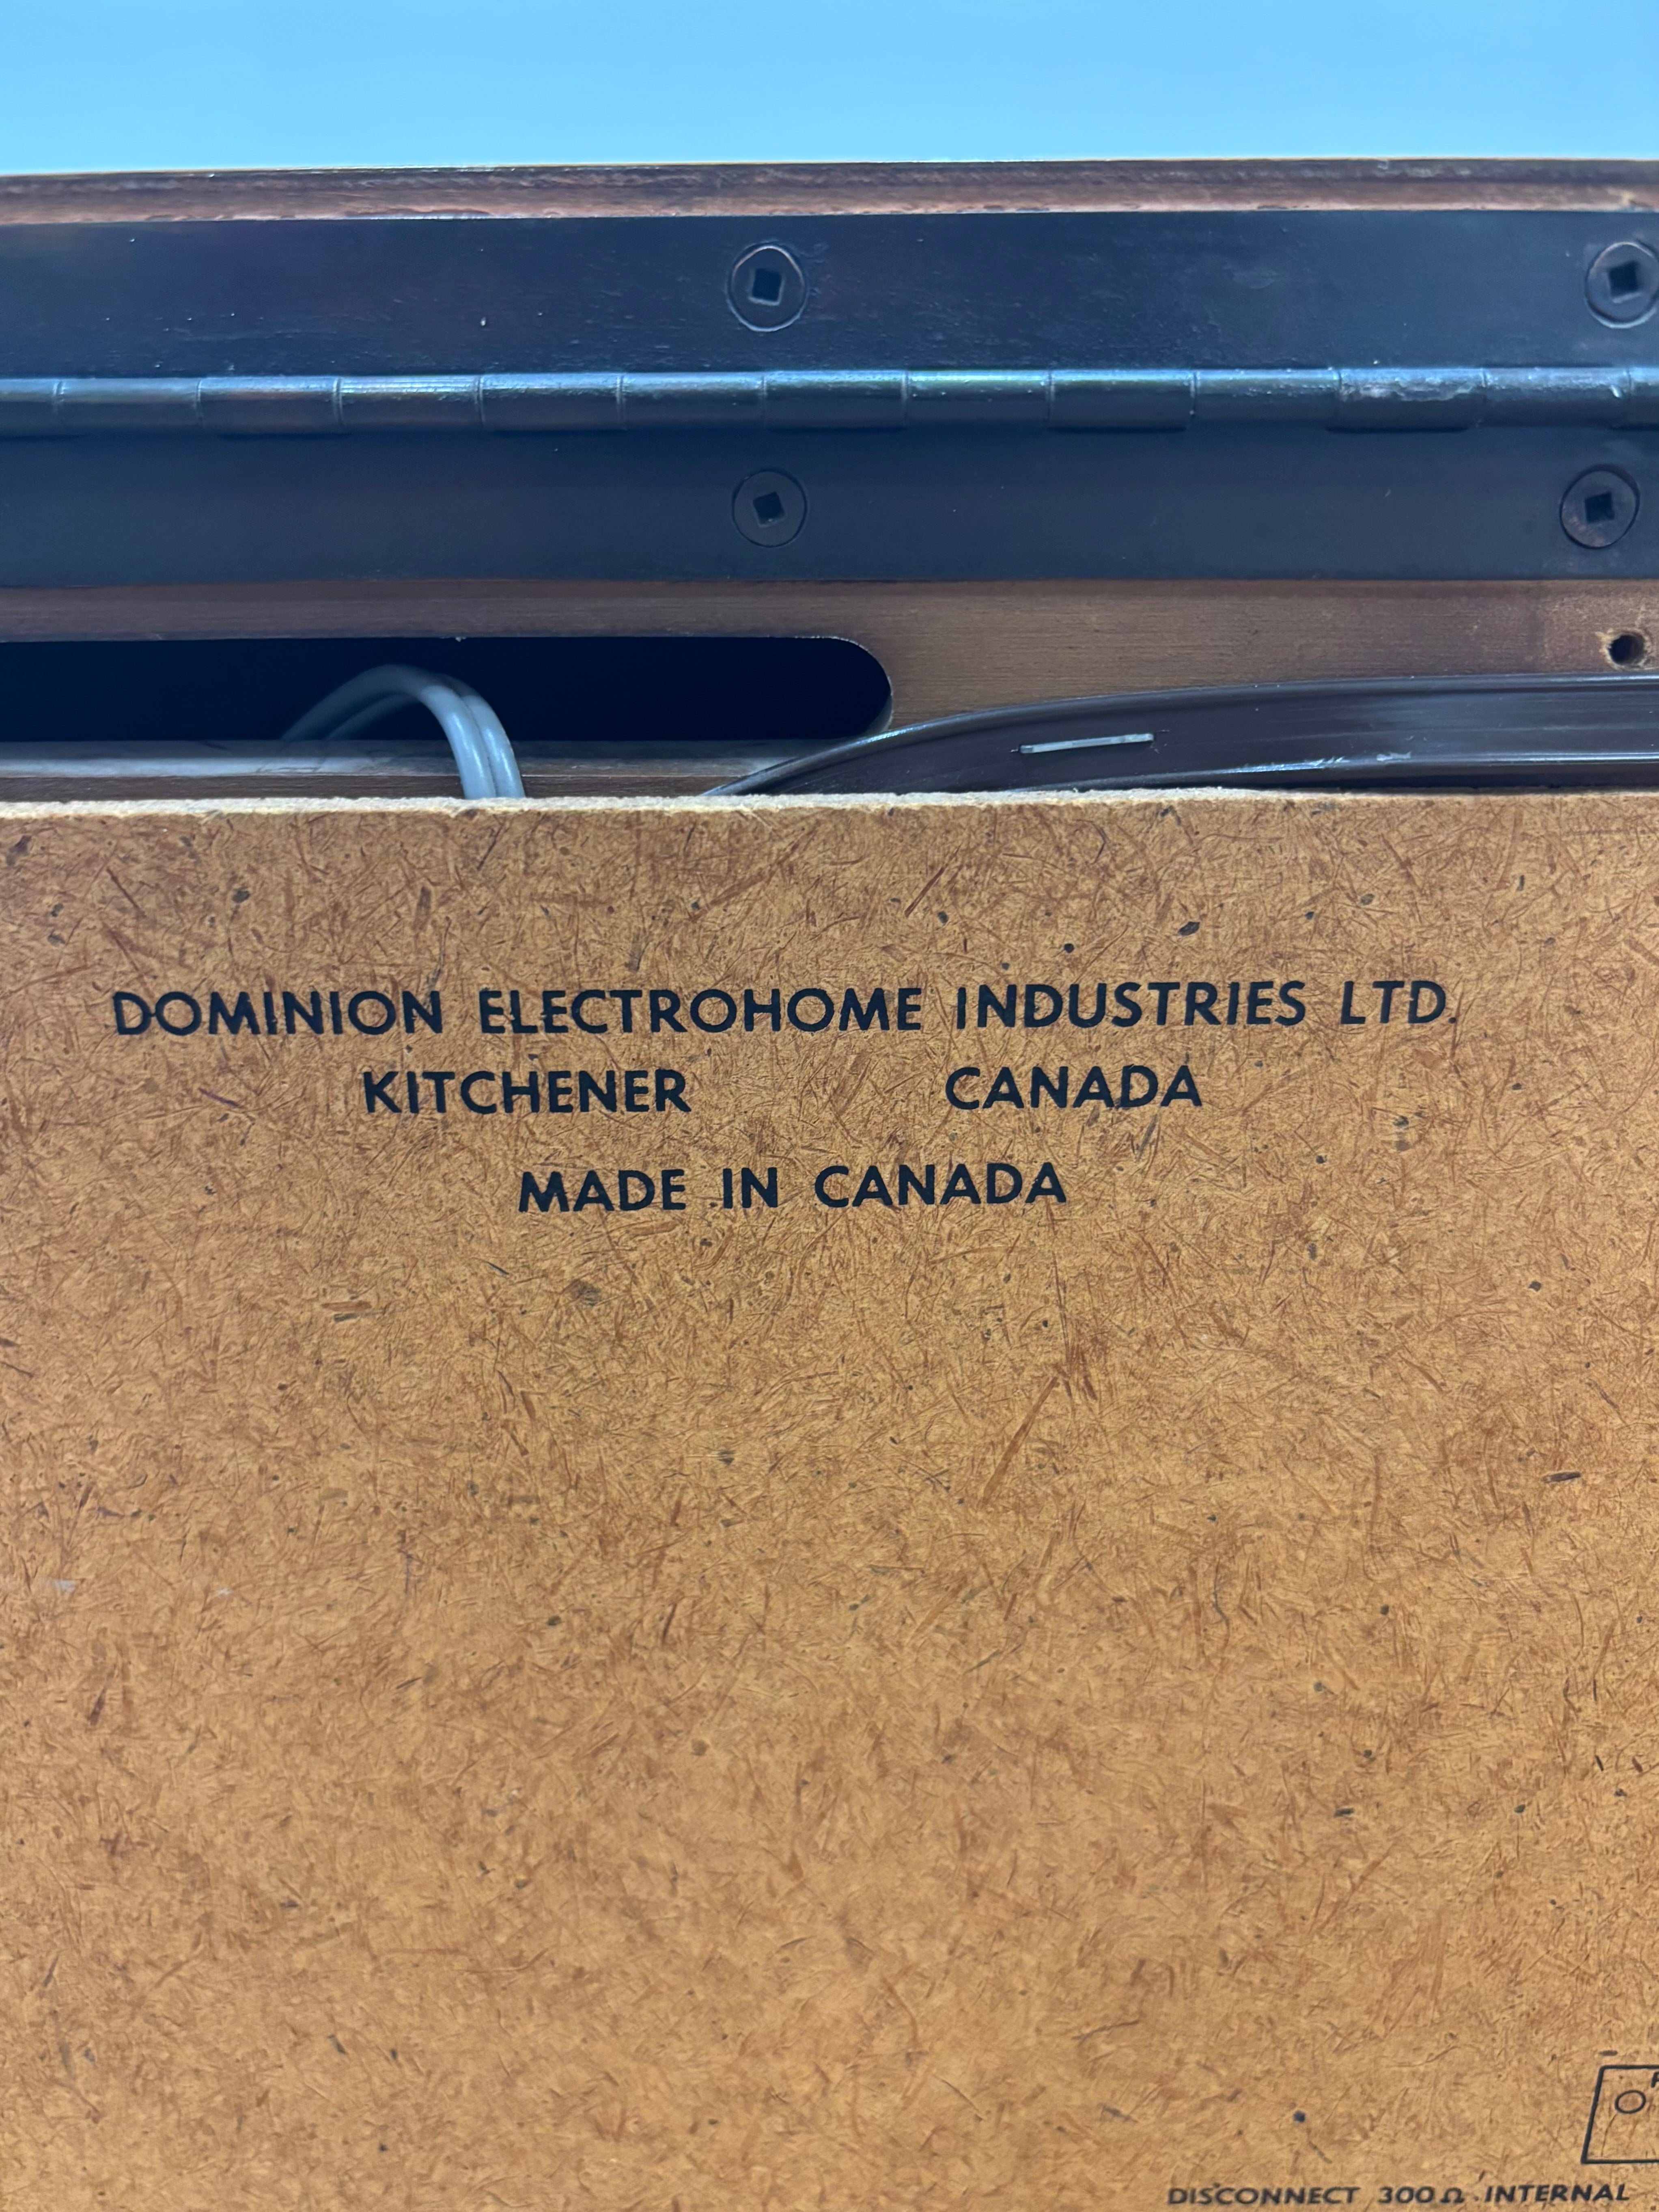 DOMINION ELECTROHOME INDUSTRIES LTD.
KITCHENER CANADA
MADE IN CANADA
DISCONNECT 300Ω INTERNAL